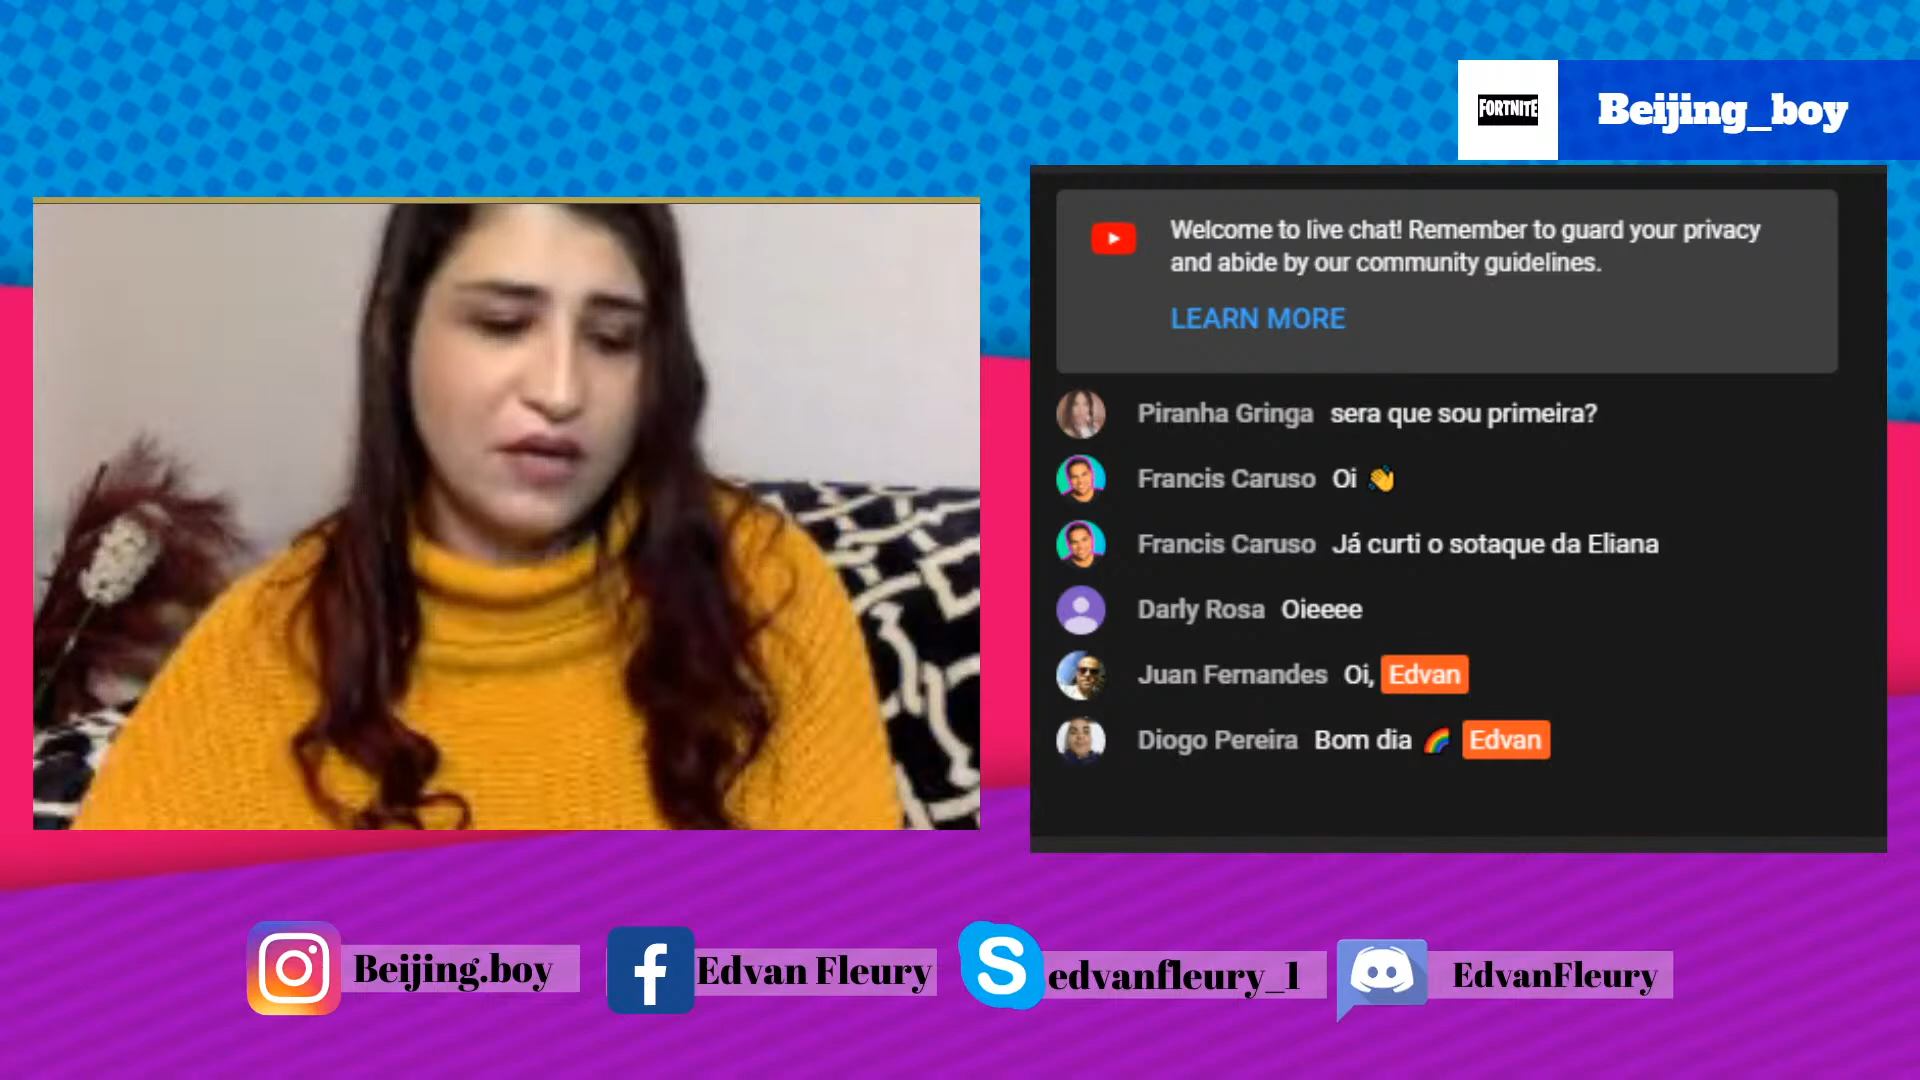 FORTNITE
Beijing_boy
Welcome to live chat! Remember to guard your privacy
and abide by our community guidelines.
LEARN MORE
Piranha Gringa sera que sou primeira?
Francis Caruso Oi 👋
Francis Caruso Já curti o sotaque da Eliana
Darly Rosa Oieeee
Juan Fernandes Oi, Edvan
Diogo Pereira Bom dia 🌈 Edvan
Beijing.boy
Edvan Fleury
edvanfleury_1
EdvanFleury